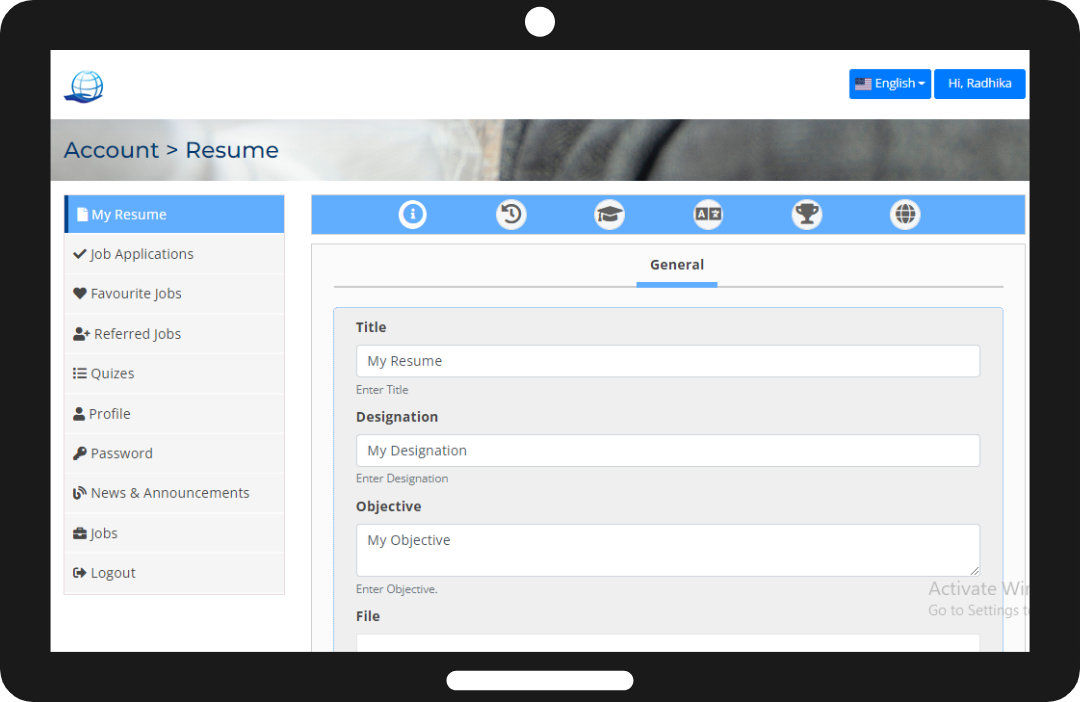 English
Hi, Radhika
Account > Resume
My Resume
Job Applications
Favourite Jobs
Referred Jobs
Quizes
Profile
Password
News & Announcements
Jobs
Logout
General
Title
My Resume
Enter Title
Designation
My Designation
Enter Designation
Objective
My Objective
Enter Objective.
File
Activate Wi
Go to Settings t